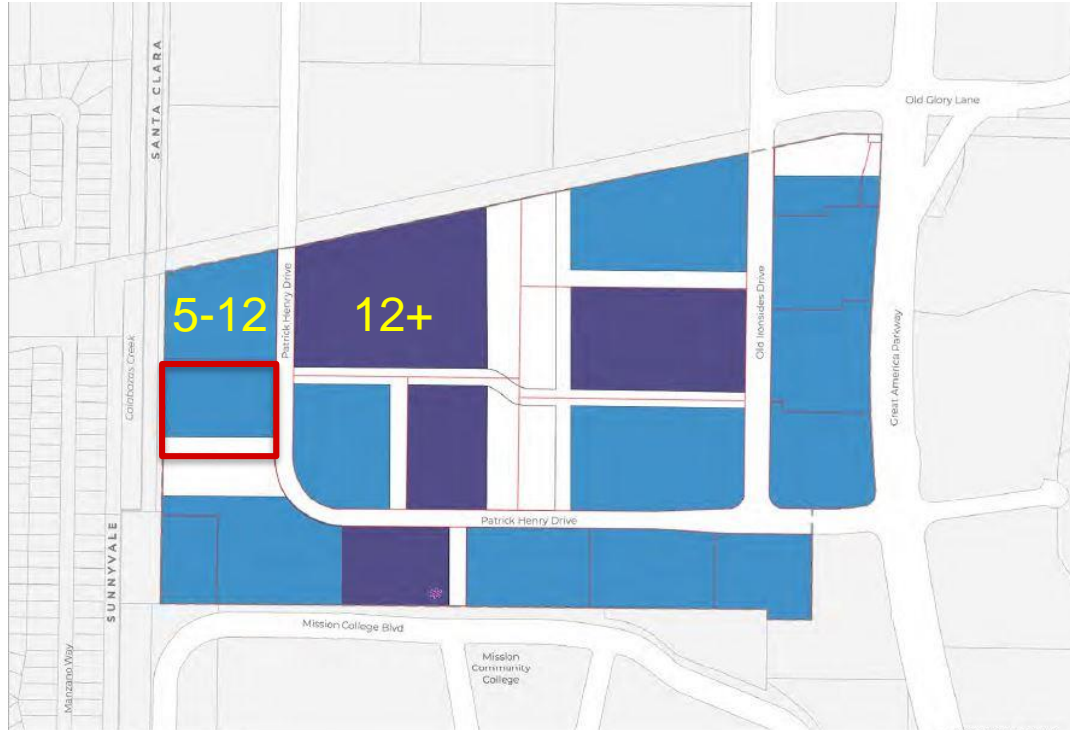 SANTA CLARA
Old Glory Lane
5-12
12+
Patrick Henry Drive
Old Ironsides Drive
Calabazas Creek
Great America Parkway
Patrick Henry Drive
SUNNYVALE
Mission College Blvd
Manzano Way
Mission
Community
College